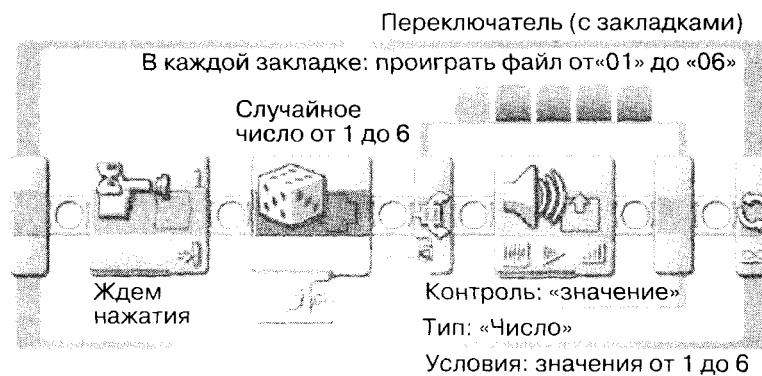 Переключатель (с закладками)
В каждой закладке: проиграть файл от«01» до «06»
Случайное
число от 1 до 6
Ждем
нажатия
Контроль: «значение»
Тип: «Число»
Условия: значения от 1 до 6